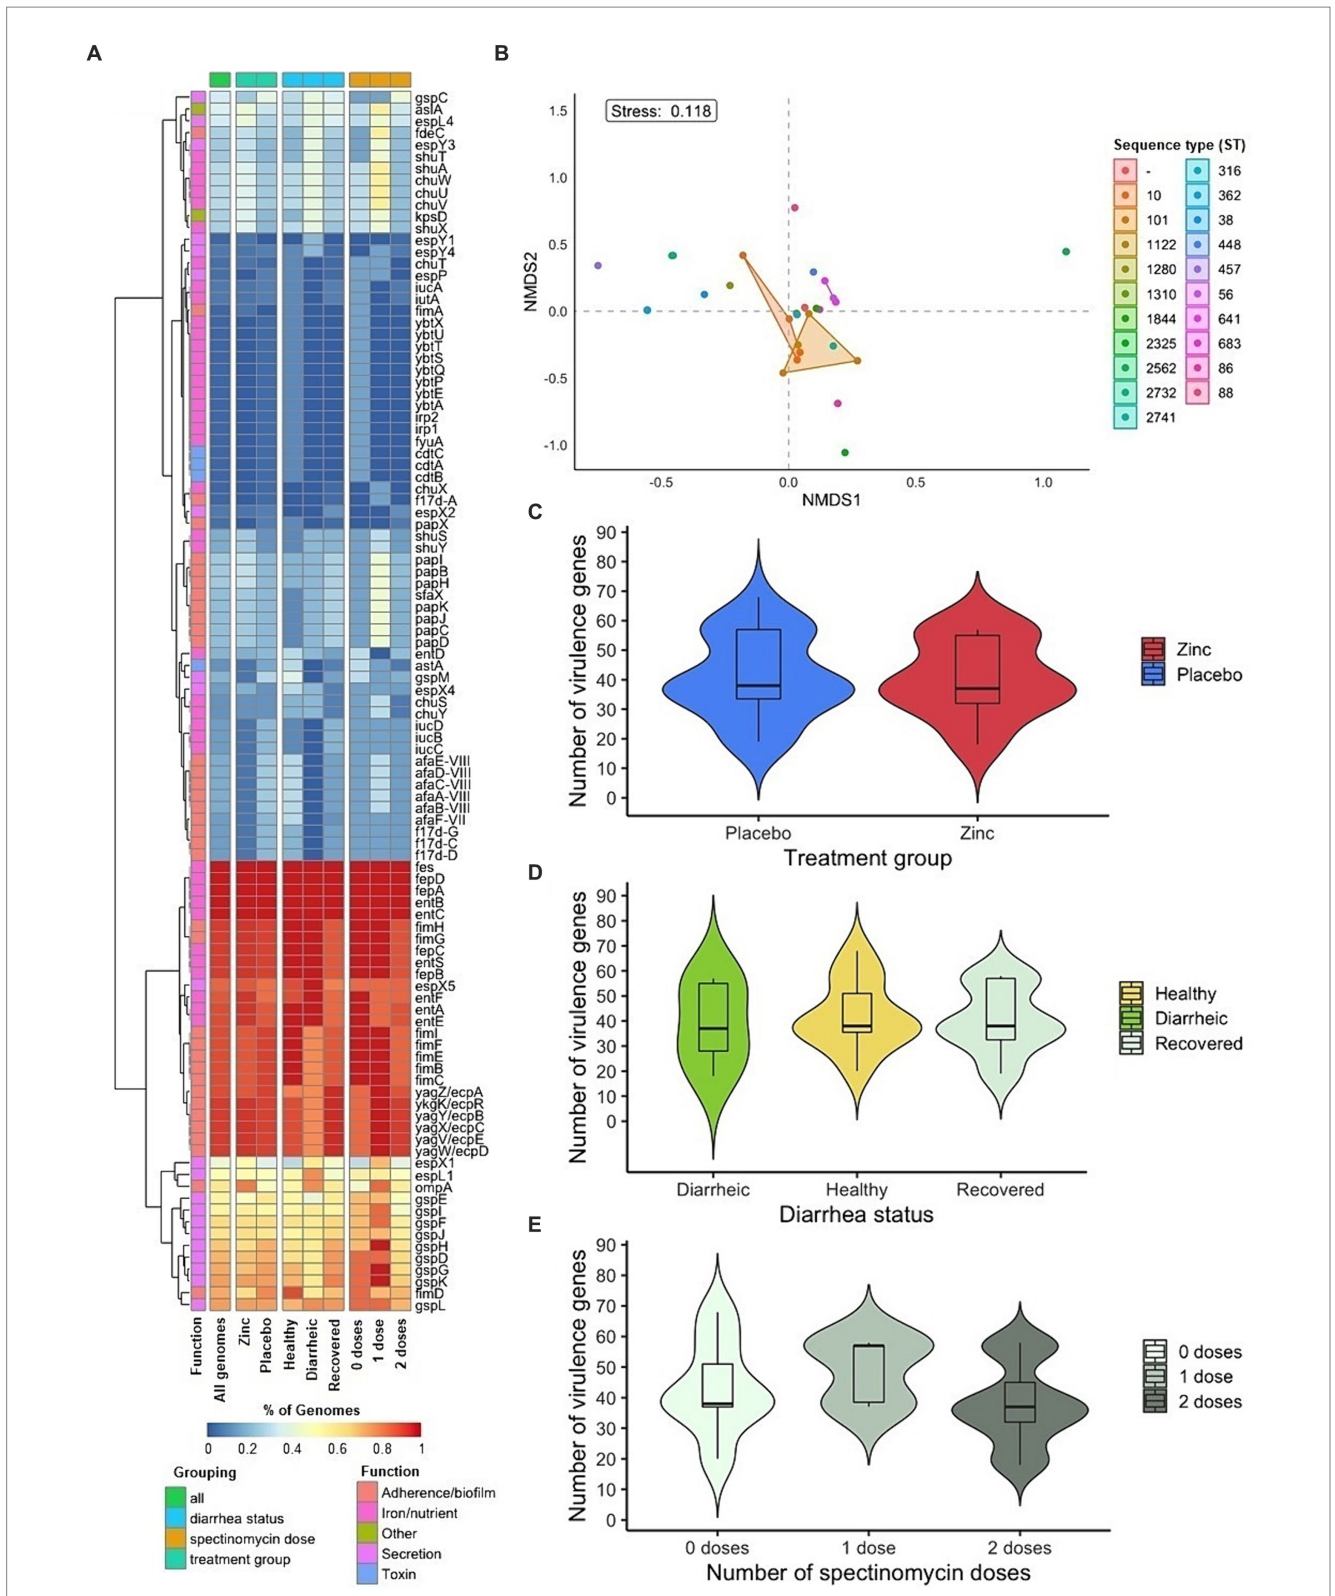 A
gspC
aslA
espL4
fdeC
espY3
shuT
shuA
chuW
chuU
chuV
kpsD
shuX
espY1
espY4
chuT
espP
iucA
iutA
fimA
ybtX
ybtU
ybtT
ybtS
ybtQ
ybtP
ybtE
ybtA
irp2
irp1
fyuA
cdtC
cdtA
cdtB
chuX
f17d-A
espX2
papX
shuS
shuY
papI
papB
papH
sfaX
papK
papJ
papC
papD
entD
astA
gspM
espX4
chuS
chuY
iucD
iucB
iucC
afaE-VIII
afaD-VIII
afaC-VIII
afaA-VIII
afaB-VIII
afaF-VII
f17d-G
f17d-C
f17d-D
fes
fepD
fepA
entB
entC
fimH
fimG
fepC
entS
fepB
espX5
entF
entA
entE
fimI
fimF
fimE
fimB
fimC
yagZ/ecpA
ykgK/ecpR
yagY/ecpB
yagX/ecpC
yagV/ecpE
yagW/ecpD
espX1
espL1
ompA
gspE
gspI
gspF
gspJ
gspH
gspD
gspG
gspK
fimD
gspL
Function
All genomes
Zinc
Placebo
Healthy
Diarrheic
Recovered
0 doses
1 dose
2 doses
% of Genomes
0 0.2 0.4 0.6 0.8 1
Grouping
all
diarrhea status
spectinomycin dose
treatment group
Function
Adherence/biofilm
Iron/nutrient
Other
Secretion
Toxin
B
Stress: 0.118
NMDS2
1.5
1.0
0.5
0.0
-0.5
-1.0
-0.5 0.0 0.5 1.0
NMDS1
Sequence type (ST)
-
10
101
1122
1280
1310
1844
2325
2562
2732
2741
316
362
38
448
457
56
641
683
86
88
C
Number of virulence genes
90
80
70
60
50
40
30
20
10
0
Placebo Zinc
Treatment group
Zinc
Placebo
D
Number of virulence genes
90
80
70
60
50
40
30
20
10
0
Diarrheic Healthy Recovered
Diarrhea status
Healthy
Diarrheic
Recovered
E
Number of virulence genes
90
80
70
60
50
40
30
20
10
0
0 doses 1 dose 2 doses
Number of spectinomycin doses
0 doses
1 dose
2 doses